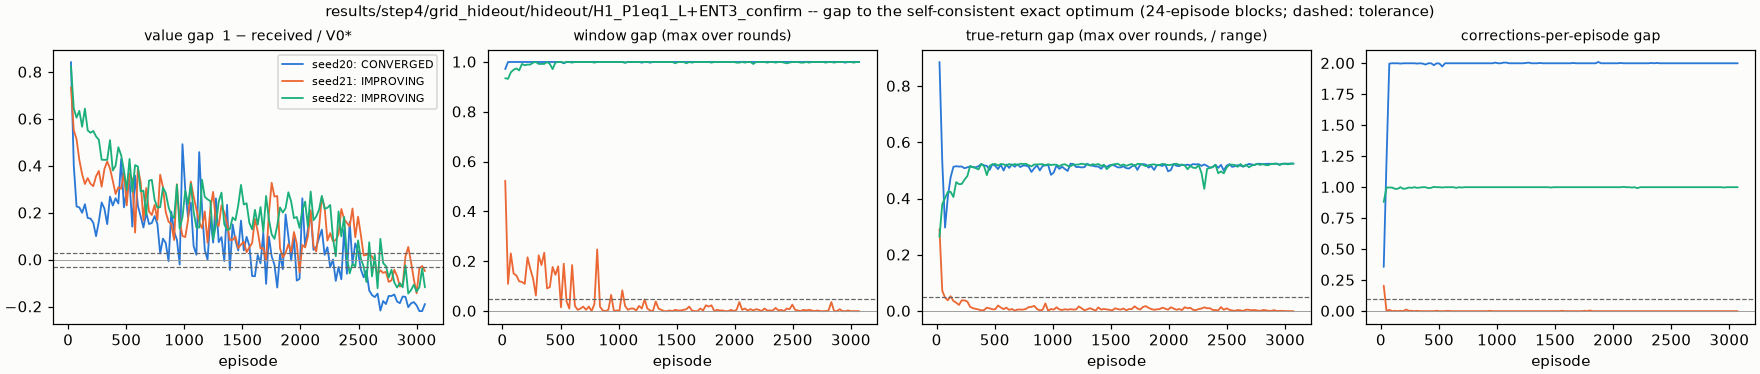 results/step4/grid_hideout/hideout/H1_P1eq1_L+ENT3_confirm -- gap to the self-consistent exact optimum (24-episode blocks; dashed: tolerance)
value gap 1 − received / V0*
0.8
0.6
0.4
0.2
0.0
−0.2
0 500 1000 1500 2000 2500 3000
episode
seed20: CONVERGED
seed21: IMPROVING
seed22: IMPROVING
window gap (max over rounds)
1.0
0.8
0.6
0.4
0.2
0.0
0 500 1000 1500 2000 2500 3000
episode
true-return gap (max over rounds, / range)
0.8
0.6
0.4
0.2
0.0
0 500 1000 1500 2000 2500 3000
episode
corrections-per-episode gap
2.00
1.75
1.50
1.25
1.00
0.75
0.50
0.25
0.00
0 500 1000 1500 2000 2500 3000
episode